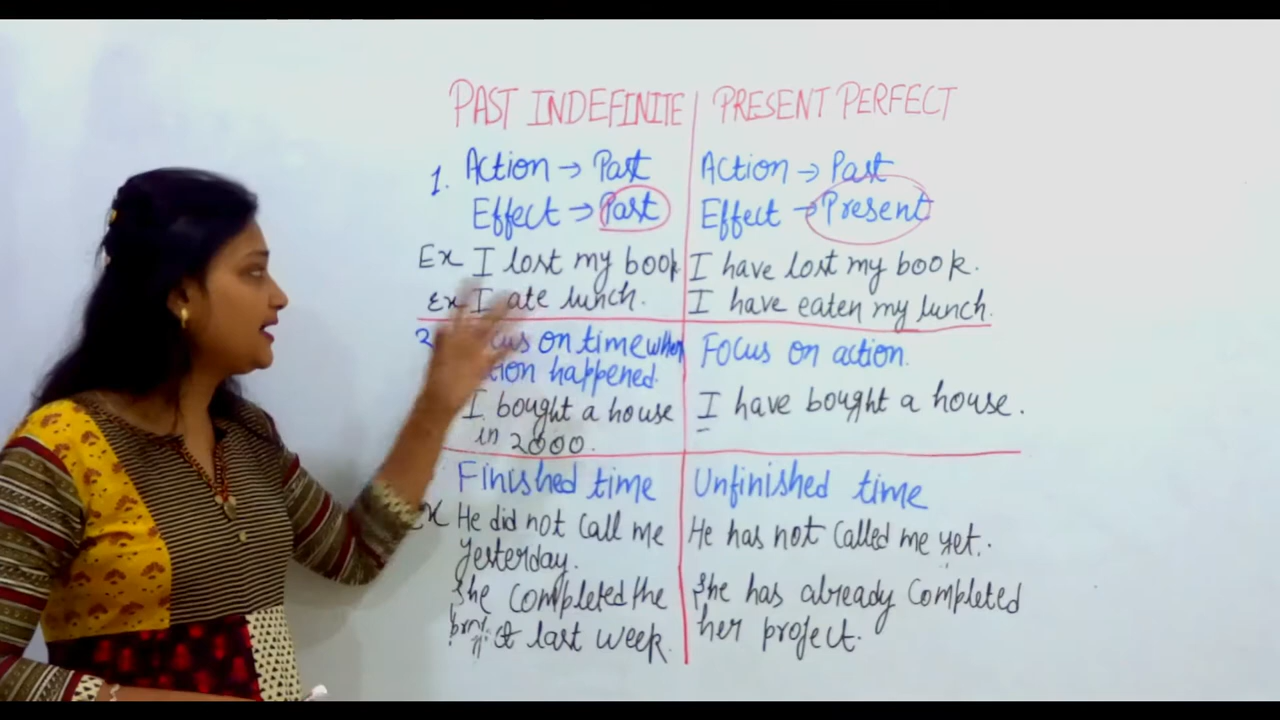 PAST INDEFINITE
1. Action → Past
Effect → Past
Ex I lost my book
Ex I ate lunch.
2. on time when
happened.
I bought a house
in 2000.
Finished time
He did not call me
yesterday.
She completed the
last week.
PRESENT PERFECT
Action → Past
Effect → Present
I have lost my book.
I have eaten my lunch.
Focus on action.
I have bought a house.
Unfinished time
He has not called me yet.
She has already completed
her project.